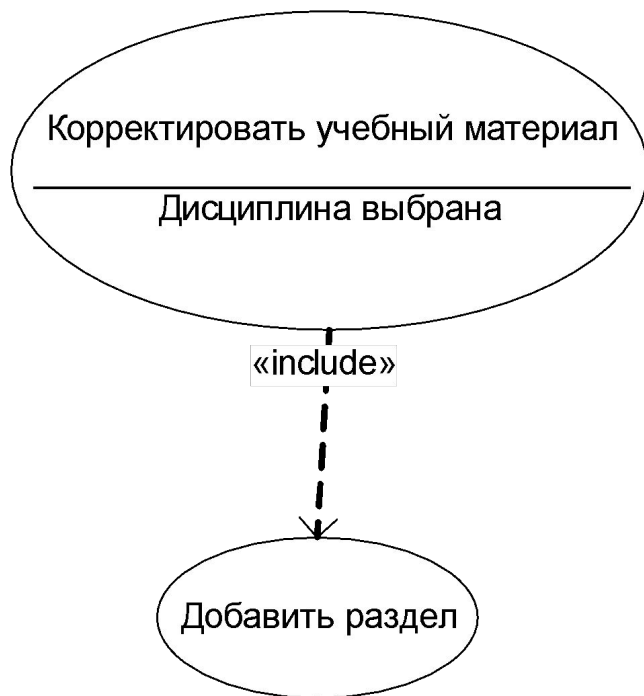 Корректировать учебный материал
Дисциплина выбрана
«include»
Добавить раздел